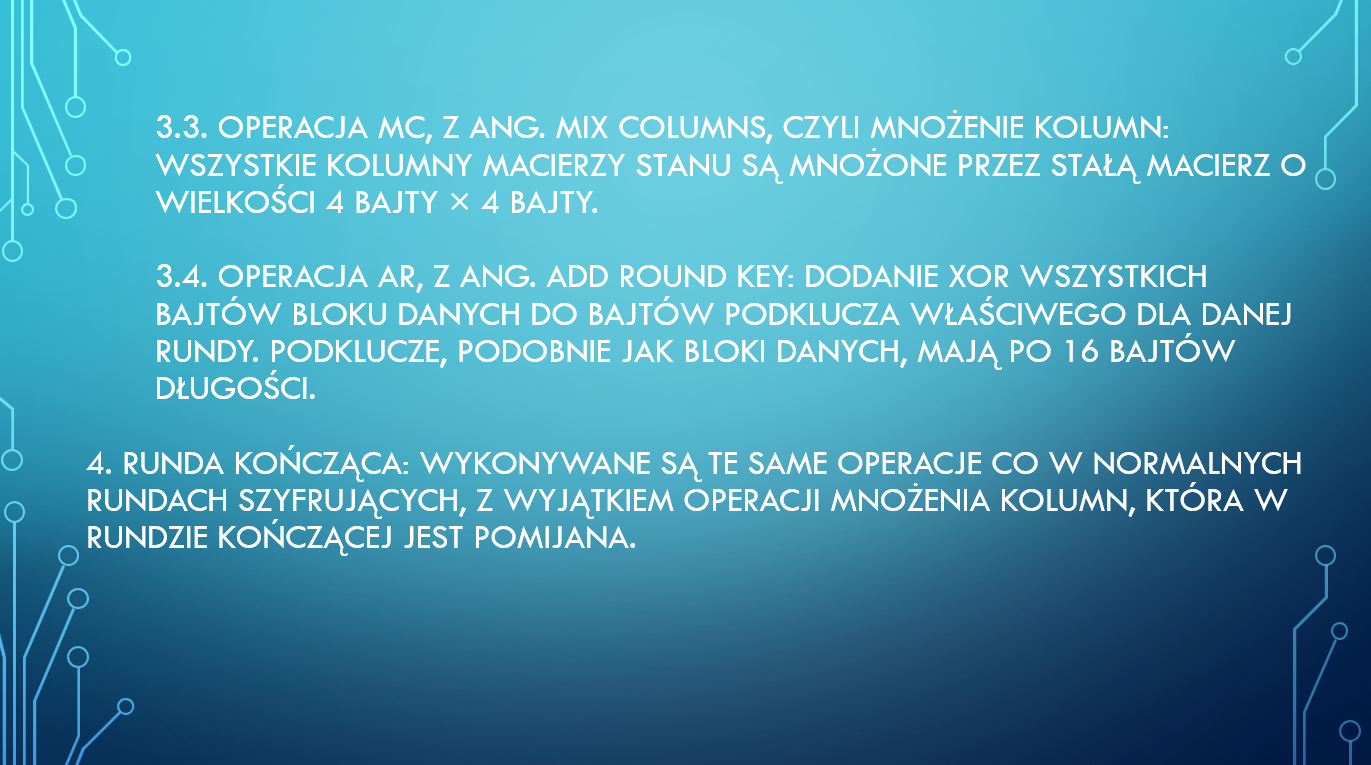 3.3. OPERACJA MC, Z ANG. MIX COLUMNS, CZYLI MNOŻENIE KOLUMN:
WSZYSTKIE KOLUMNY MACIERZY STANU SĄ MNOŻONE PRZEZ STAŁĄ MACIERZ O
WIELKOŚCI 4 BAJTY × 4 BAJTY.
3.4. OPERACJA AR, Z ANG. ADD ROUND KEY: DODANIE XOR WSZYSTKICH
BAJTÓW BLOKU DANYCH DO BAJTÓW PODKLUCZA WŁAŚCIWEGO DLA DANEJ
RUNDY. PODKLUCZE, PODOBNIE JAK BLOKI DANYCH, MAJĄ PO 16 BAJTÓW
DŁUGOŚCI.
4. RUNDA KOŃCZĄCA: WYKONYWANE SĄ TE SAME OPERACJE CO W NORMALNYCH
RUNDACH SZYFRUJĄCYCH, Z WYJĄTKIEM OPERACJI MNOŻENIA KOLUMN, KTÓRA W
RUNDZIE KOŃCZĄCEJ JEST POMIJANA.